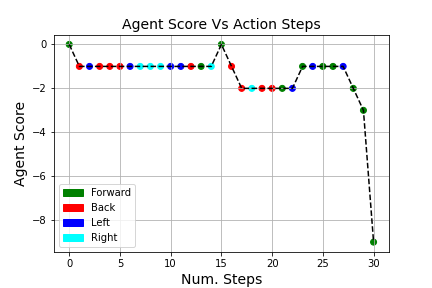 Agent Score Vs Action Steps
0
−2
−4
−6
−8
Agent Score
Forward
Back
Left
Right
0 5 10 15 20 25 30
Num. Steps